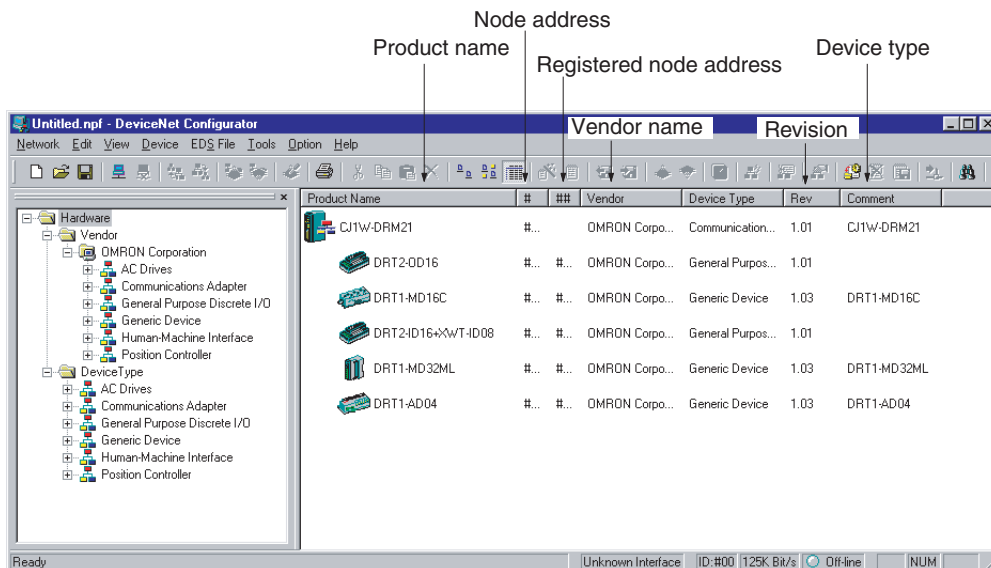 Node address
Product name
Device type
Registered node address
Untitled.npf - DeviceNet Configurator
Vendor name
Revision
Network Edit View Device EDS File Tools Option Help
Product Name # ## Vendor Device Type Rev Comment
Hardware
Vendor
OMRON Corporation
AC Drives
Communications Adapter
General Purpose Discrete I/O
Generic Device
Human-Machine Interface
Position Controller
DeviceType
AC Drives
Communications Adapter
General Purpose Discrete I/O
Generic Device
Human-Machine Interface
Position Controller
CJ1W-DRM21 #... OMRON Corpo... Communication... 1.01 CJ1W-DRM21
DRT2-OD16 #... #... OMRON Corpo... General Purpos... 1.01
DRT1-MD16C #... #... OMRON Corpo... Generic Device 1.03 DRT1-MD16C
DRT2-ID16+XWT-ID08 #... #... OMRON Corpo... General Purpos... 1.01
DRT1-MD32ML #... #... OMRON Corpo... Generic Device 1.03 DRT1-MD32ML
DRT1-AD04 #... #... OMRON Corpo... Generic Device 1.03 DRT1-AD04
Ready Unknown Interface ID:#00 125K Bit/s Off-line NUM